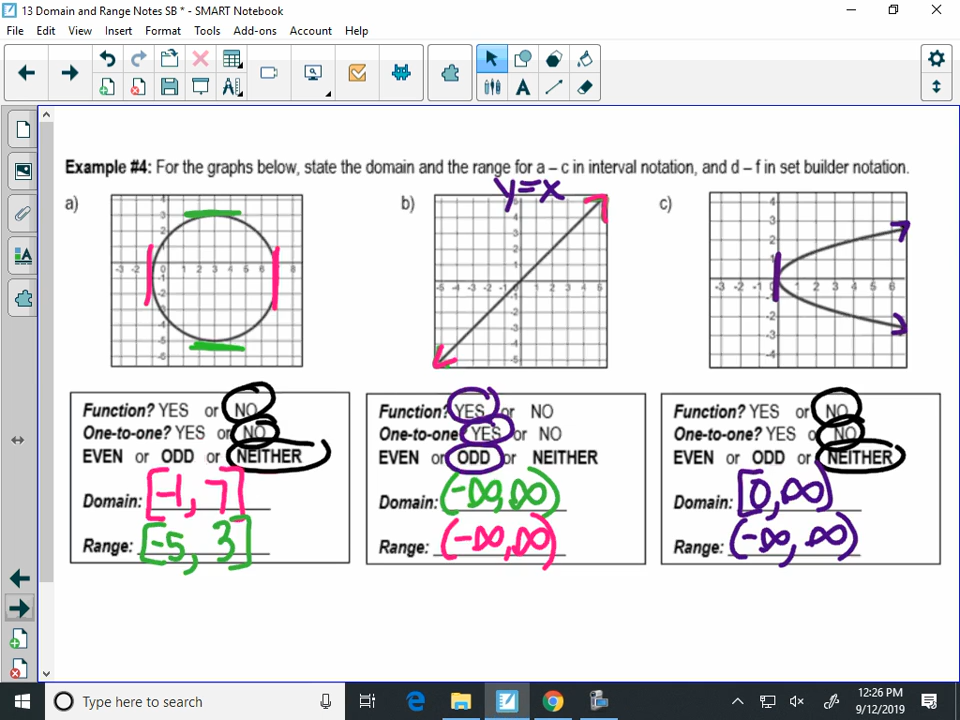 13 Domain and Range Notes SB * - SMART Notebook
File Edit View Insert Format Tools Add-ons Account Help
Example #4: For the graphs below, state the domain and the range for a – c in interval notation, and d – f in set builder notation.
y=x
a) b) c)
Function? YES or NO
One-to-one? YES or NO
EVEN or ODD or NEITHER
Domain: [-1, 7]
Range: [-5, 3]
Function? YES or NO
One-to-one YES or NO
EVEN or ODD or NEITHER
Domain: (-∞,∞)
Range: (-∞,∞)
Function? YES or NO
One-to-one? YES or NO
EVEN or ODD or NEITHER
Domain: [0,∞)
Range: (-∞, ∞)
Type here to search
12:26 PM
9/12/2019